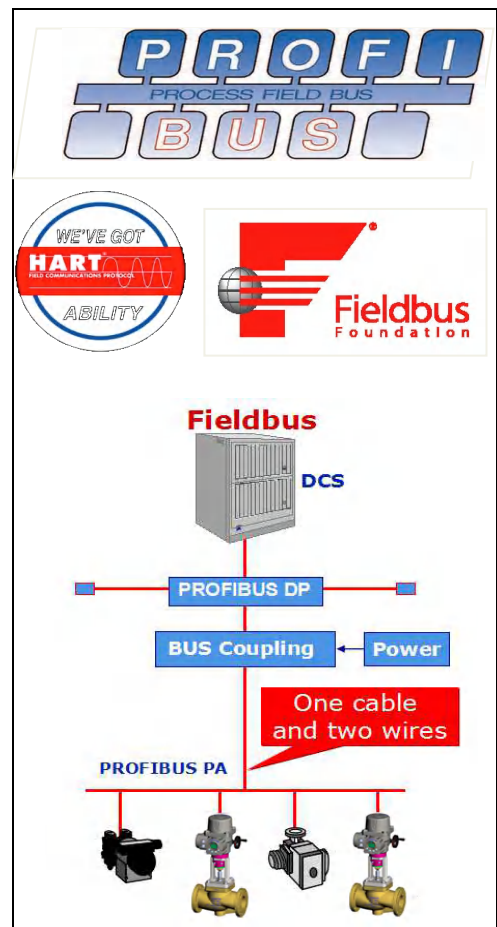 PROFI
PROCESS FIELD BUS
BUS
WE'VE GOT
HART®
FIELD COMMUNICATIONS PROTOCOL
ABILITY
®
Fieldbus
Foundation
Fieldbus
DCS
PROFIBUS DP
BUS Coupling
Power
One cable
and two wires
PROFIBUS PA